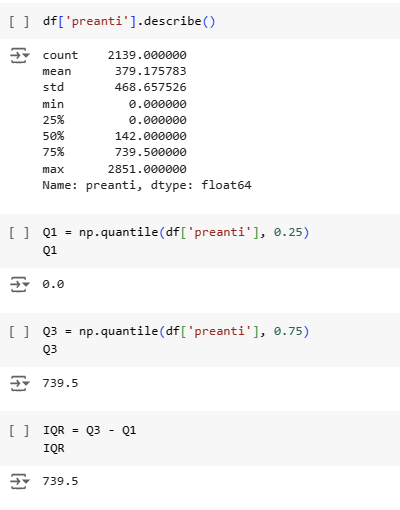 [ ] df['preanti'].describe()
count    2139.000000
mean      379.175783
std       468.657526
min         0.000000
25%         0.000000
50%       142.000000
75%       739.500000
max      2851.000000
Name: preanti, dtype: float64
[ ] Q1 = np.quantile(df['preanti'], 0.25)
Q1
0.0
[ ] Q3 = np.quantile(df['preanti'], 0.75)
Q3
739.5
[ ] IQR = Q3 - Q1
IQR
739.5